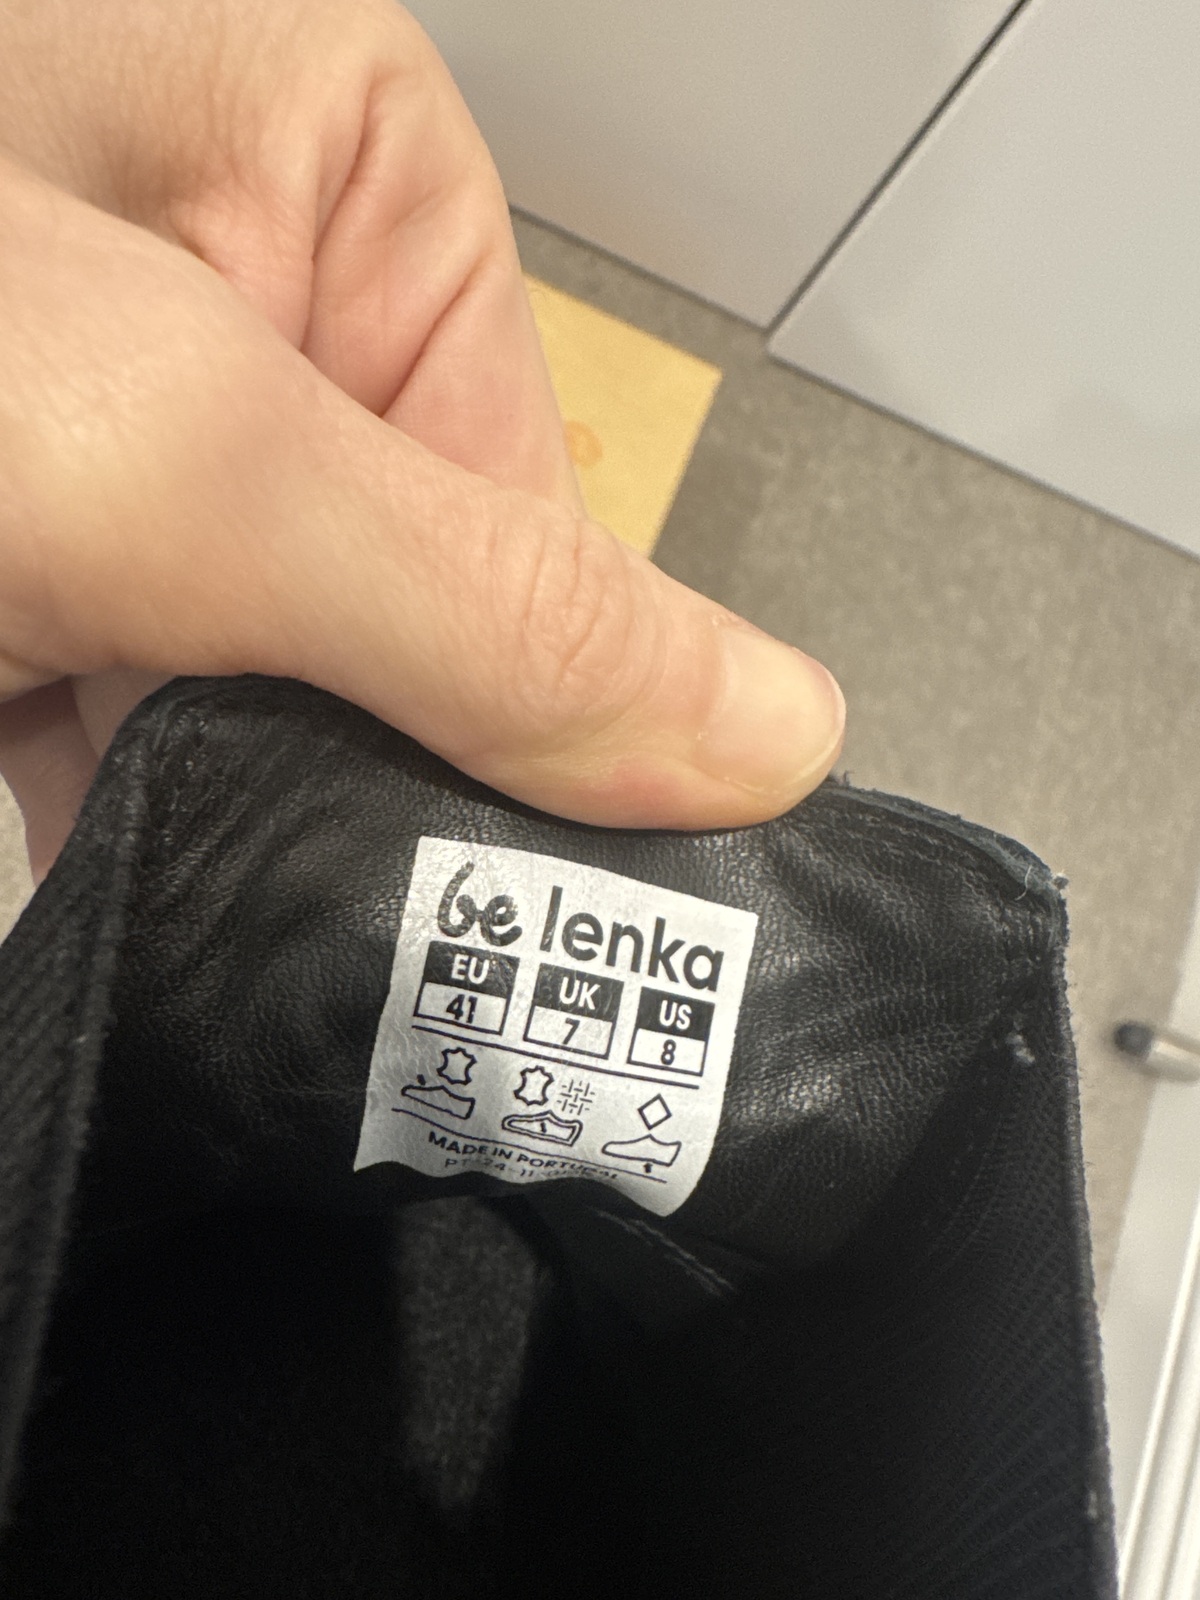 be lenka
EU UK US
41 7 8
MADE IN PORTUGAL